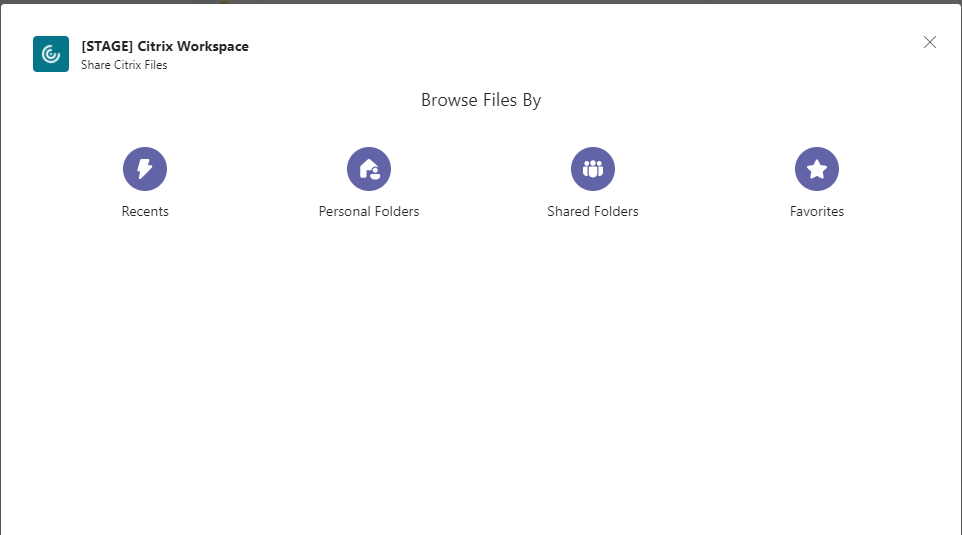 [STAGE] Citrix Workspace
Share Citrix Files
Browse Files By
Recents
Personal Folders
Shared Folders
Favorites